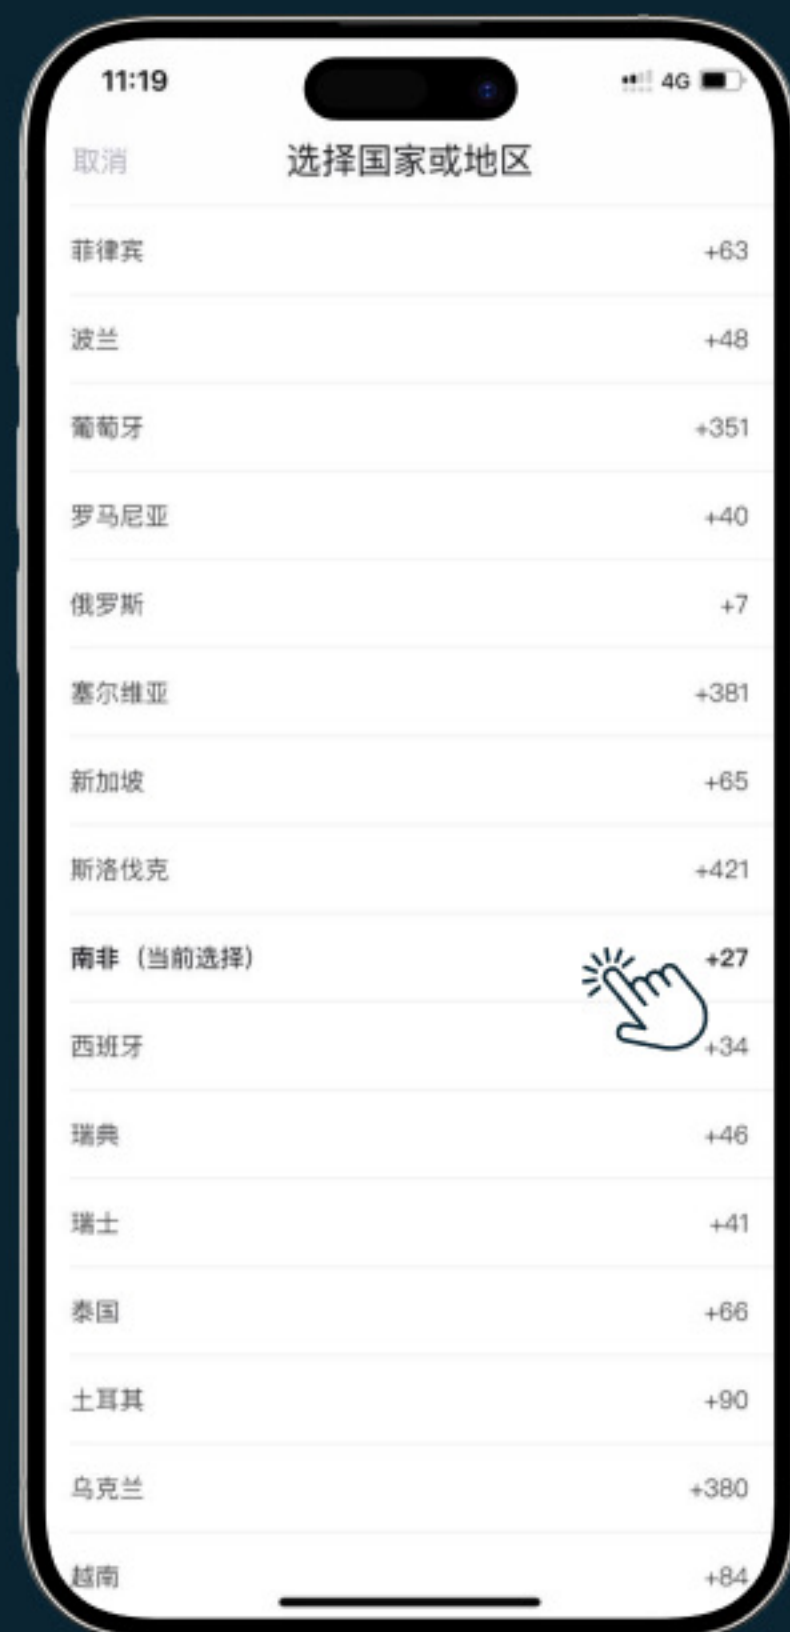 11:19 4G
取消 选择国家或地区
菲律宾 +63
波兰 +48
葡萄牙 +351
罗马尼亚 +40
俄罗斯 +7
塞尔维亚 +381
新加坡 +65
斯洛伐克 +421
南非（当前选择） +27
西班牙 +34
瑞典 +46
瑞士 +41
泰国 +66
土耳其 +90
乌克兰 +380
越南 +84